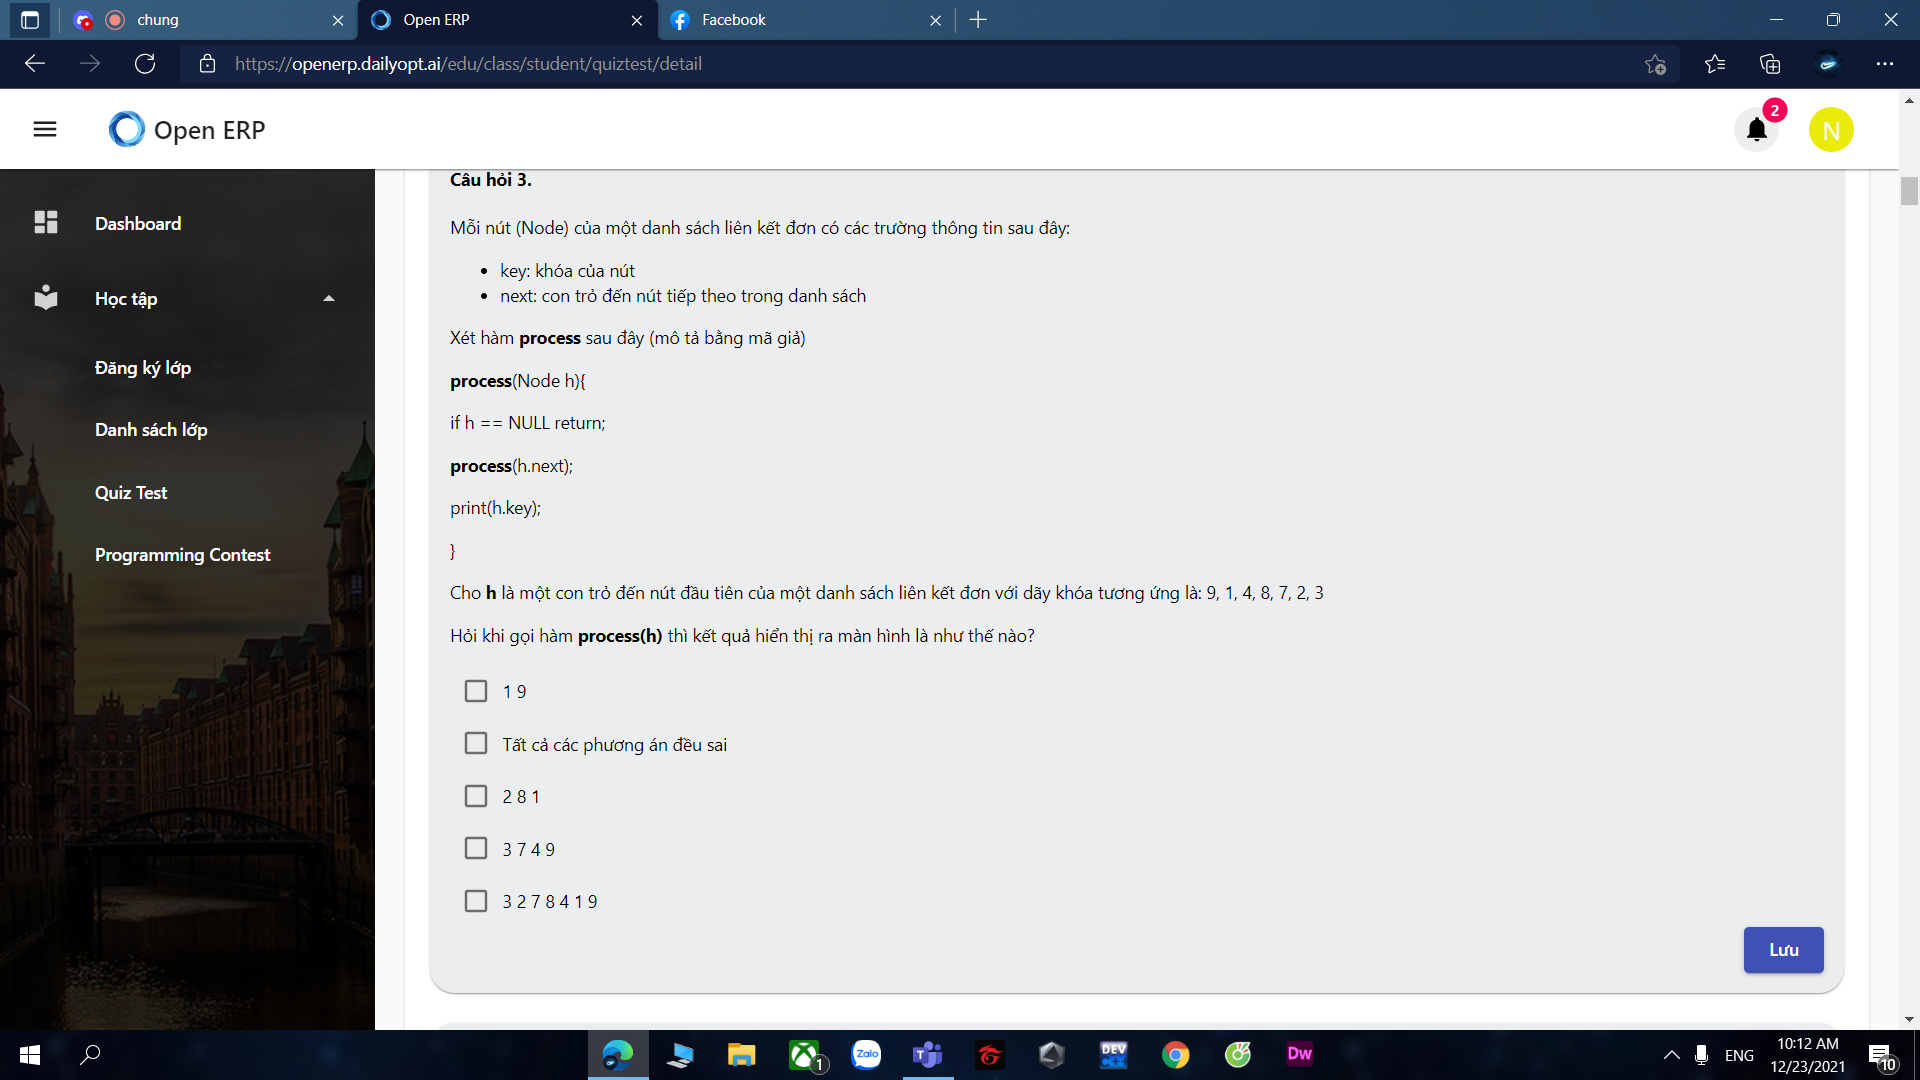 chung
Open ERP
Facebook
https://openerp.dailyopt.ai/edu/class/student/quiztest/detail
Open ERP
2
N
Dashboard
Học tập
Đăng ký lớp
Danh sách lớp
Quiz Test
Programming Contest
Câu hỏi 3.
Mỗi nút (Node) của một danh sách liên kết đơn có các trường thông tin sau đây:
• key: khóa của nút
• next: con trỏ đến nút tiếp theo trong danh sách
Xét hàm process sau đây (mô tả bằng mã giả)
process(Node h){
if h == NULL return;
process(h.next);
print(h.key);
}
Cho h là một con trỏ đến nút đầu tiên của một danh sách liên kết đơn với dãy khóa tương ứng là: 9, 1, 4, 8, 7, 2, 3
Hỏi khi gọi hàm process(h) thì kết quả hiển thị ra màn hình là như thế nào?
1 9
Tất cả các phương án đều sai
2 8 1
3 7 4 9
3 2 7 8 4 1 9
Lưu
1
Zalo
T
DEV
C++
Dw
ENG
10:12 AM
12/23/2021
10